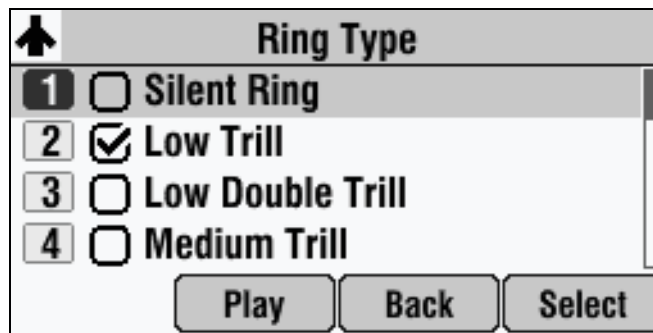 Ring Type
1 Silent Ring
2 Low Trill
3 Low Double Trill
4 Medium Trill
Play Back Select